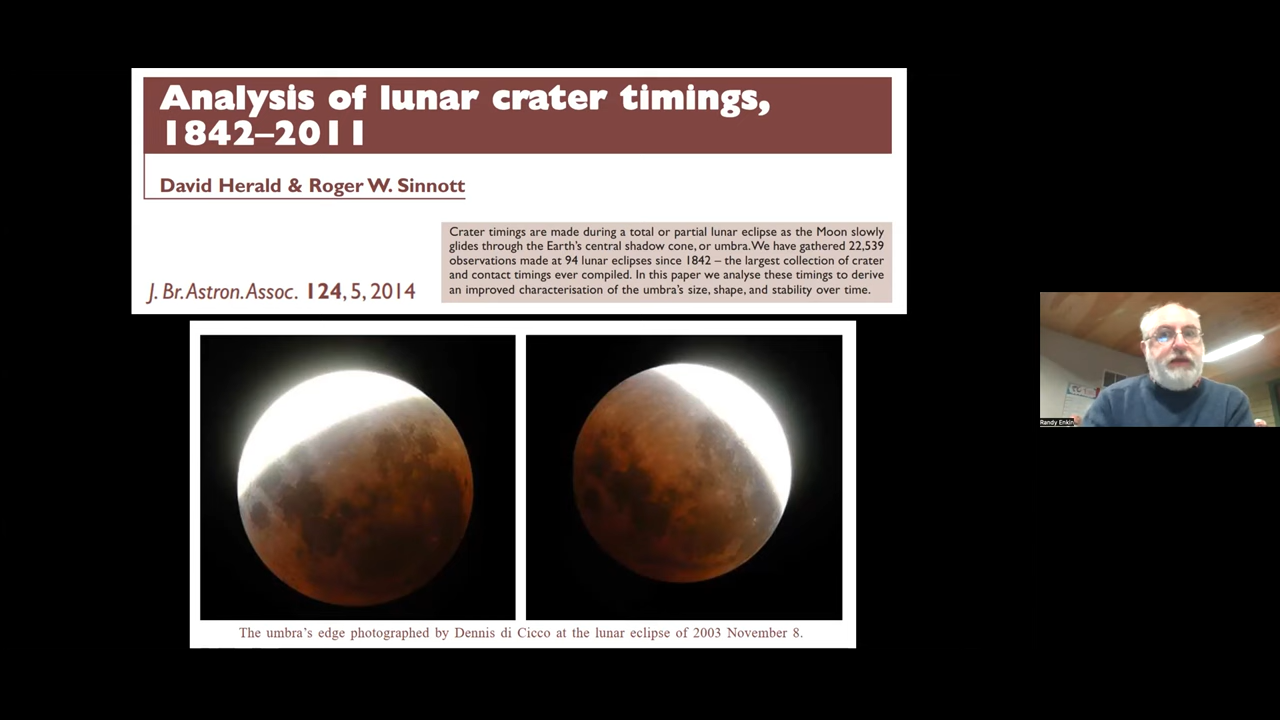 Analysis of lunar crater timings,
1842–2011
David Herald & Roger W. Sinnott
Crater timings are made during a total or partial lunar eclipse as the Moon slowly
glides through the Earth's central shadow cone, or umbra. We have gathered 22,539
observations made at 94 lunar eclipses since 1842 – the largest collection of crater
and contact timings ever compiled. In this paper we analyse these timings to derive
an improved characterisation of the umbra's size, shape, and stability over time.
J. Br. Astron. Assoc. 124, 5, 2014
The umbra's edge photographed by Dennis di Cicco at the lunar eclipse of 2003 November 8.
Randy Enkin